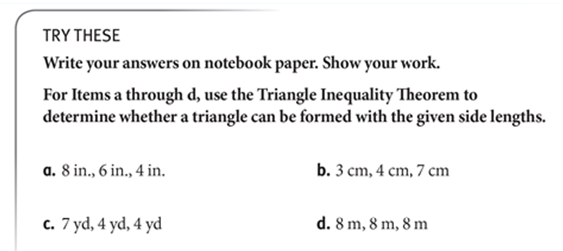 TRY THESE
Write your answers on notebook paper. Show your work.
For Items a through d, use the Triangle Inequality Theorem to
determine whether a triangle can be formed with the given side lengths.
a. 8 in., 6 in., 4 in.
b. 3 cm, 4 cm, 7 cm
c. 7 yd, 4 yd, 4 yd
d. 8 m, 8 m, 8 m